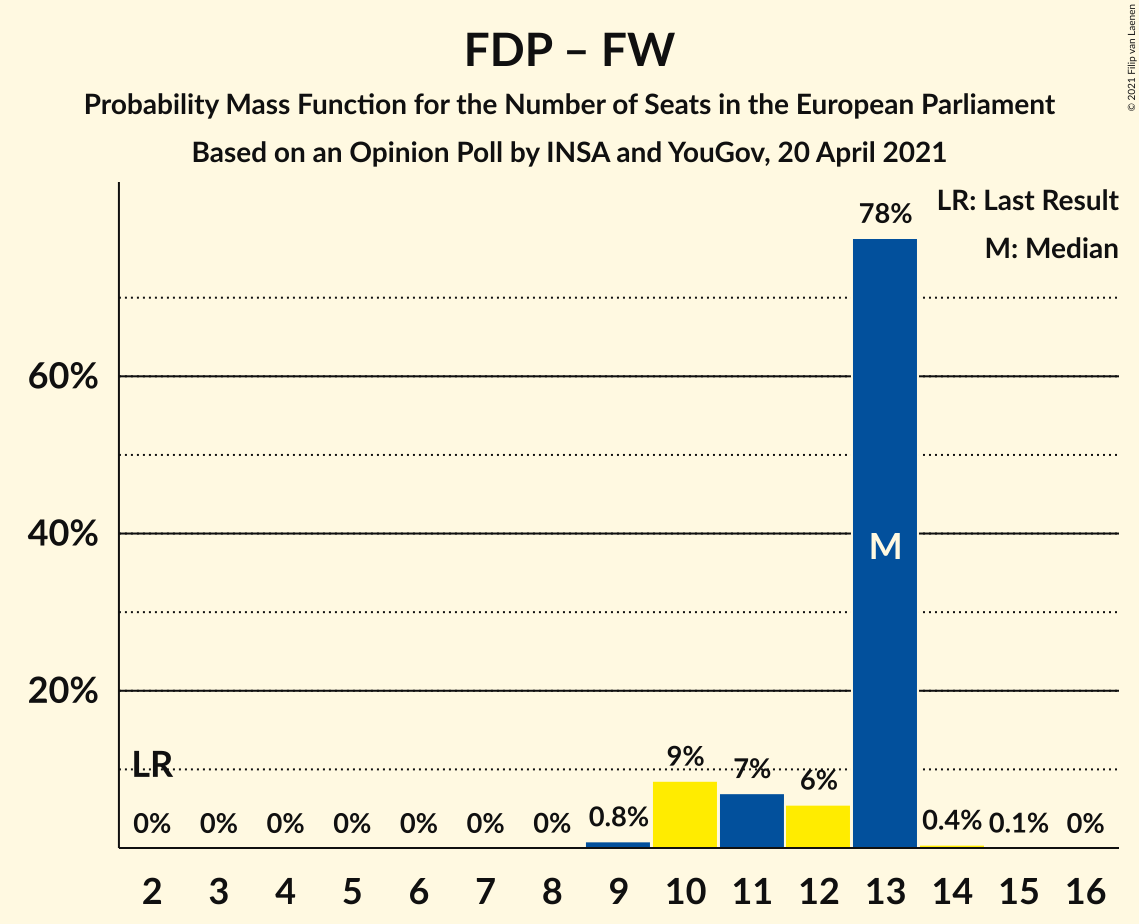 FDP – FW
Probability Mass Function for the Number of Seats in the European Parliament
Based on an Opinion Poll by INSA and YouGov, 20 April 2021
© 2021 Filip van Laenen
LR: Last Result
M: Median
78%
60%
40%
M
20%
LR
9%
7%
6%
0% 0% 0% 0% 0% 0% 0% 0.8% 0.4% 0.1% 0%
2 3 4 5 6 7 8 9 10 11 12 13 14 15 16